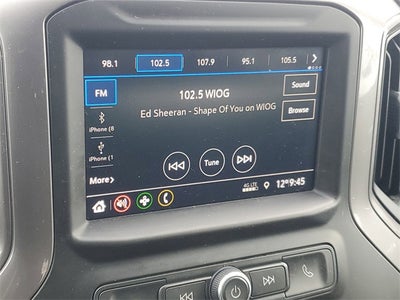 98.1 102.5 107.9 95.1 105.5
FM
102.5 WIOG
Sound
Ed Sheeran - Shape Of You on WIOG
Browse
iPhone (8
iPhone (1
Tune
More
4G LTE
12° 9:45